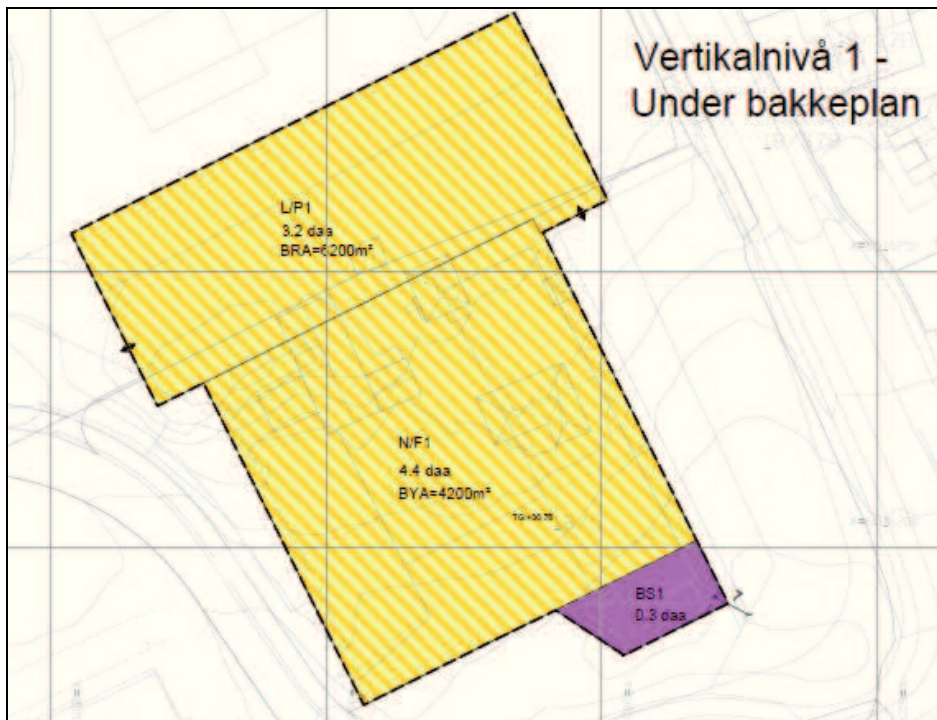 Vertikalnivå 1 -
Under bakkeplan
L/P1
3.2 daa
BRA=6200m²
N/F1
4.4 daa
BYA=4200m²
BS1
0.3 daa